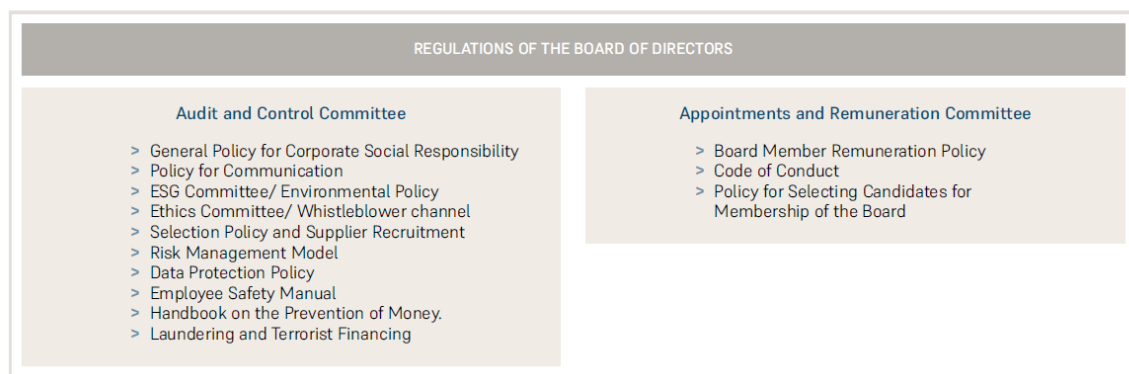 REGULATIONS OF THE BOARD OF DIRECTORS
Audit and Control Committee
> General Policy for Corporate Social Responsibility
> Policy for Communication
> ESG Committee/ Environmental Policy
> Ethics Committee/ Whistleblower channel
> Selection Policy and Supplier Recruitment
> Risk Management Model
> Data Protection Policy
> Employee Safety Manual
> Handbook on the Prevention of Money.
> Laundering and Terrorist Financing
Appointments and Remuneration Committee
> Board Member Remuneration Policy
> Code of Conduct
> Policy for Selecting Candidates for
Membership of the Board